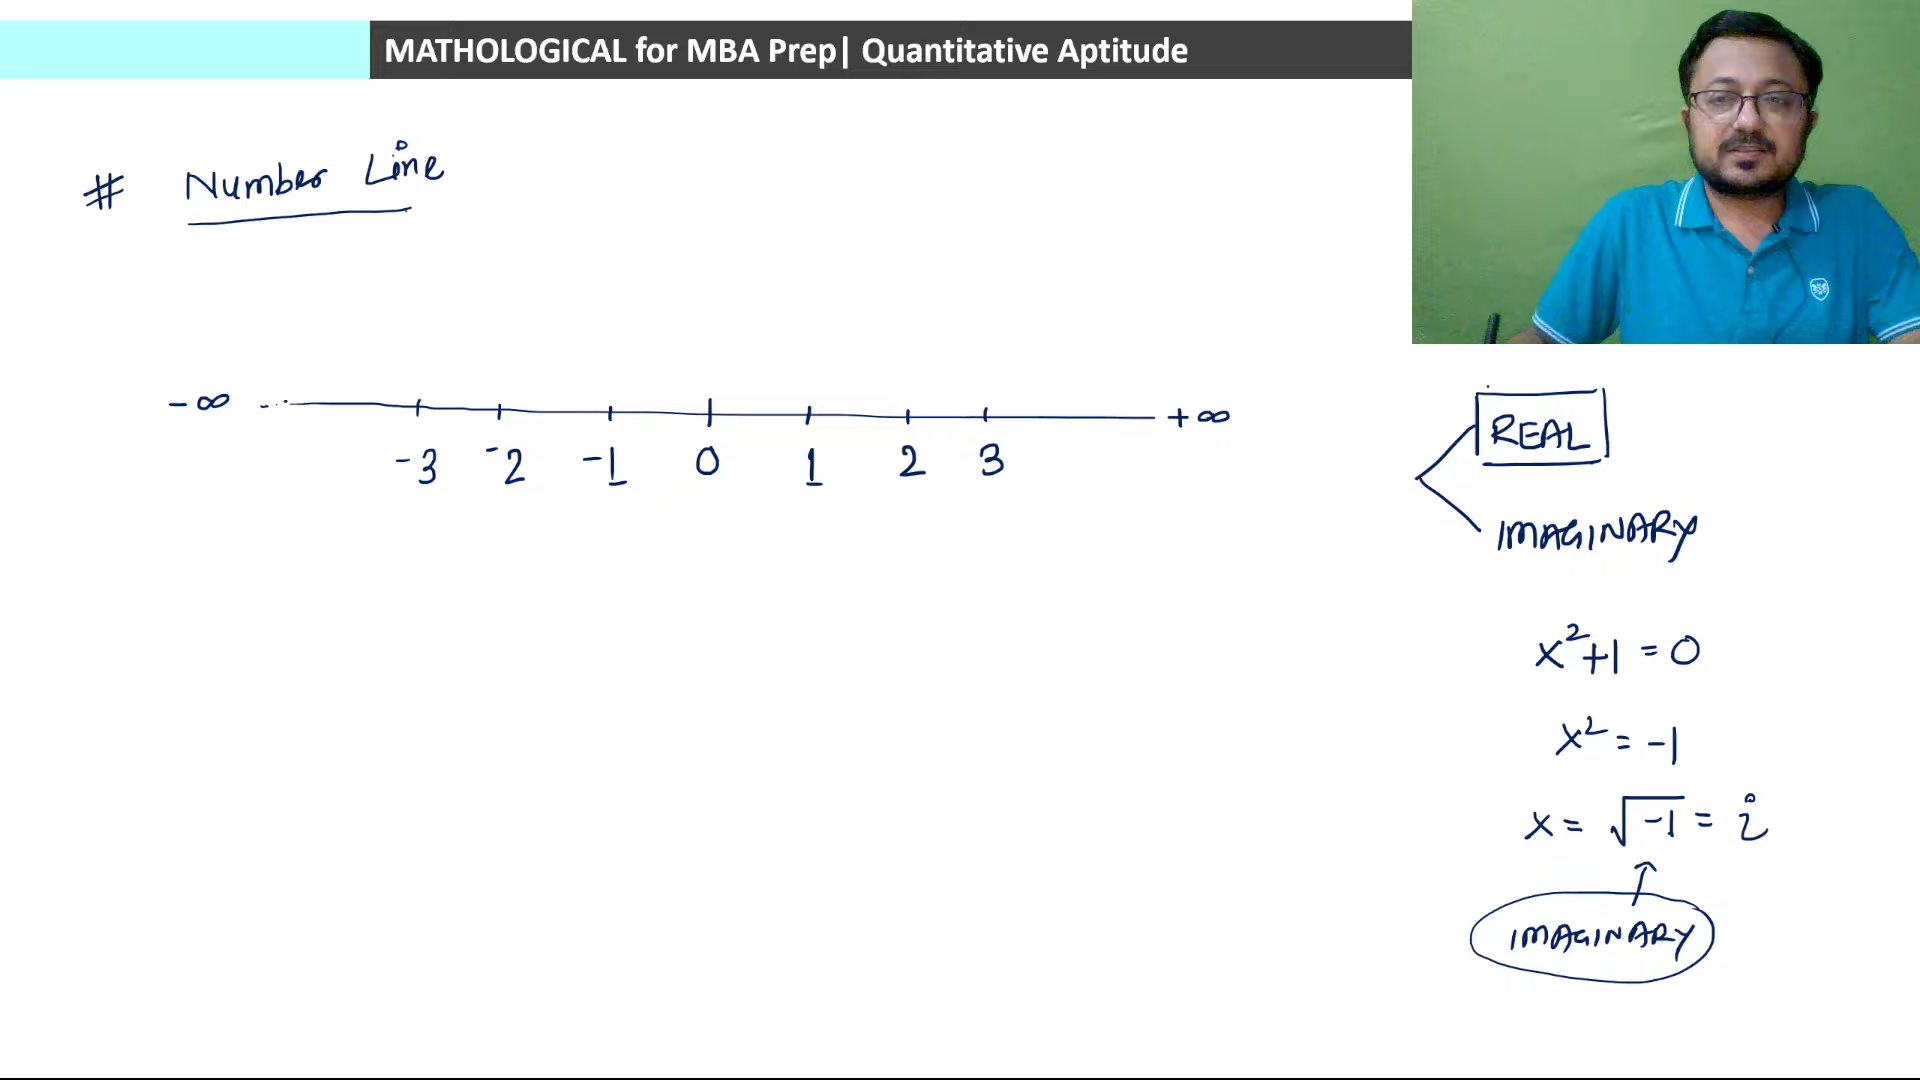 MATHOLOGICAL for MBA Prep| Quantitative Aptitude
# Number Line
-∞ +∞
-3 -2 -1 0 1 2 3
REAL
IMAGINARY
x²+1 = 0
x² = -1
x = √-1 = i
IMAGINARY